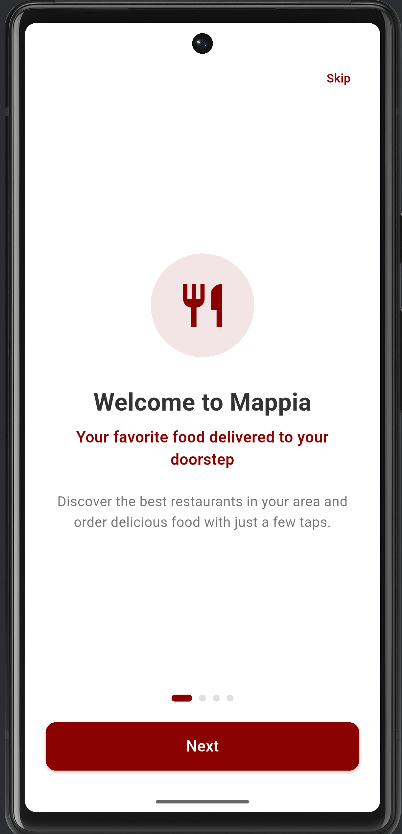 Skip
Welcome to Mappia
Your favorite food delivered to your
doorstep
Discover the best restaurants in your area and
order delicious food with just a few taps.
Next